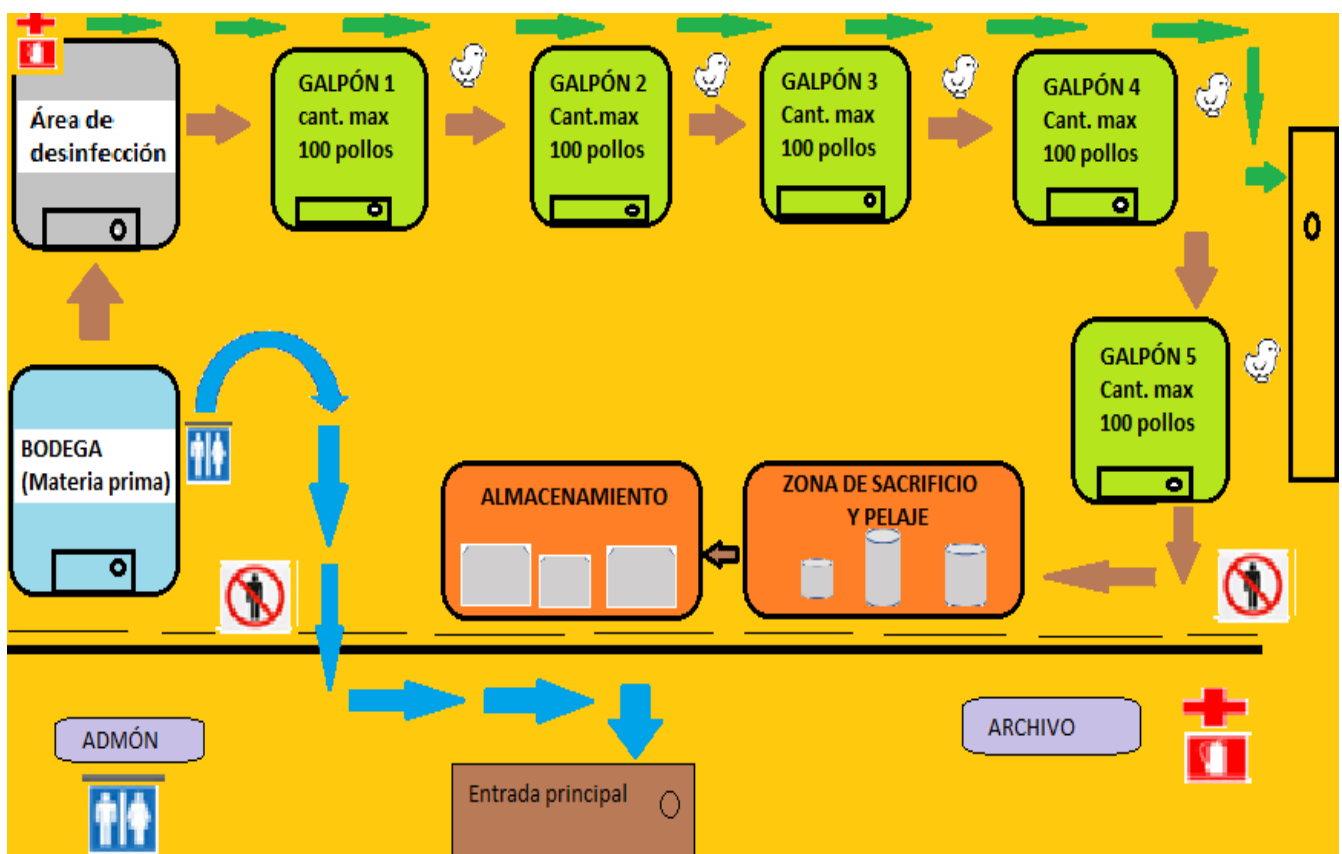 Área de
desinfección
GALPÓN 1
cant. max
100 pollos
GALPÓN 2
Cant.max
100 pollos
GALPÓN 3
Cant. max
100 pollos
GALPÓN 4
Cant. max
100 pollos
GALPÓN 5
Cant. max
100 pollos
BODEGA
(Materia prima)
ALMACENAMIENTO
ZONA DE SACRIFICIO
Y PELAJE
ADMÓN
ARCHIVO
Entrada principal